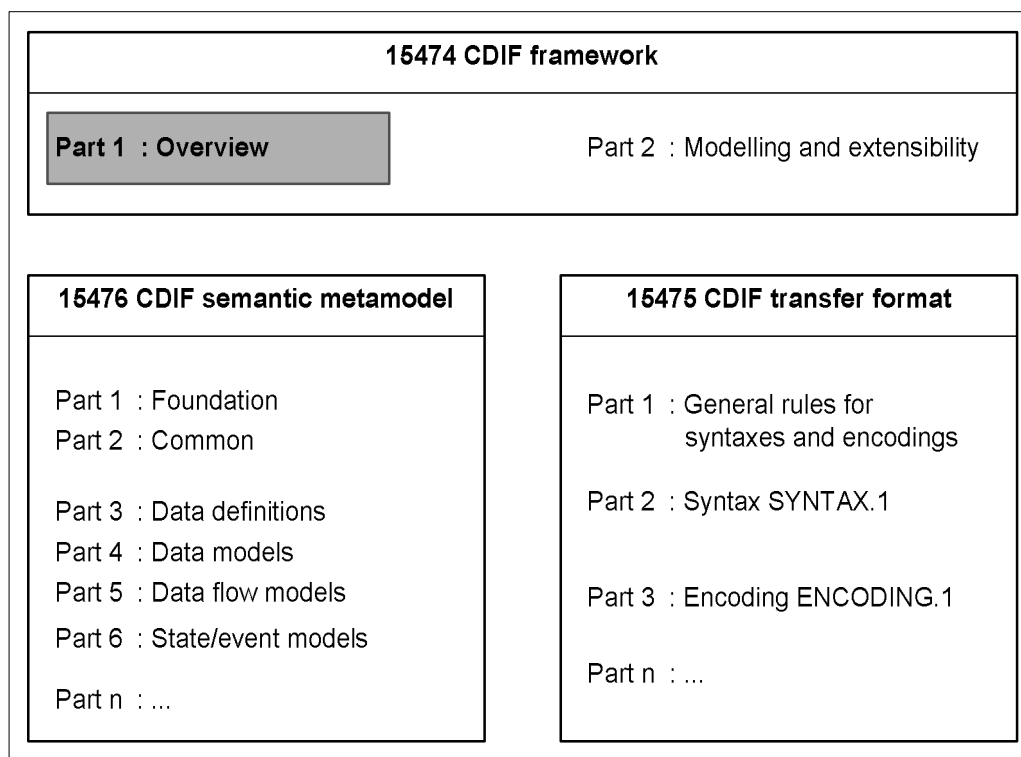 15474 CDIF framework
Part 1 : Overview
Part 2 : Modelling and extensibility
15476 CDIF semantic metamodel
Part 1 : Foundation
Part 2 : Common
Part 3 : Data definitions
Part 4 : Data models
Part 5 : Data flow models
Part 6 : State/event models
Part n : ...
15475 CDIF transfer format
Part 1 : General rules for
syntaxes and encodings
Part 2 : Syntax SYNTAX.1
Part 3 : Encoding ENCODING.1
Part n : ...